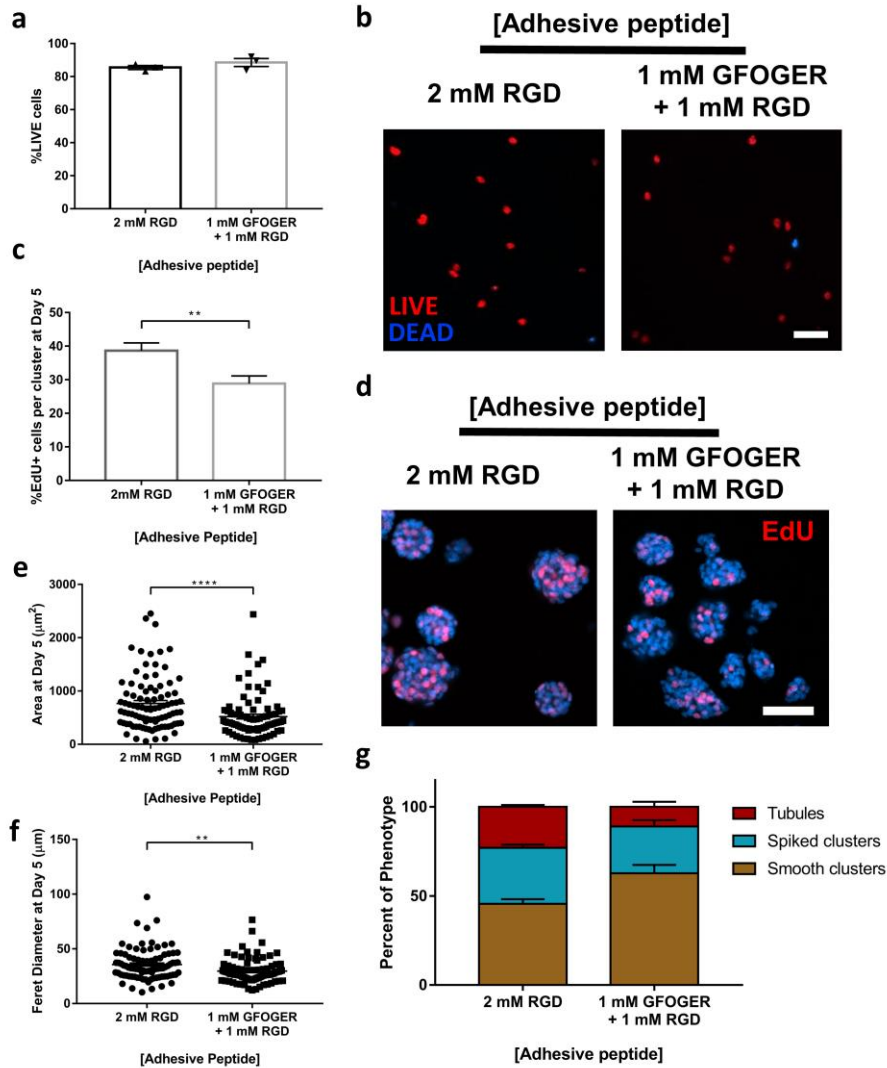 a
%LIVE cells
100
80
60
40
20
0
2 mM RGD
1 mM GFOGER
+ 1 mM RGD
[Adhesive peptide]
b
[Adhesive peptide]
2 mM RGD
1 mM GFOGER
+ 1 mM RGD
LIVE
DEAD
c
%EdU+ cells per cluster at Day 5
50
40
30
20
10
0
**
2mM RGD
1 mM GFOGER
+ 1 mM RGD
[Adhesive Peptide]
d
[Adhesive peptide]
2 mM RGD
1 mM GFOGER
+ 1 mM RGD
EdU
e
Area at Day 5 (μm²)
3000
2000
1000
0
****
2 mM RGD
1 mM GFOGER
+ 1 mM RGD
[Adhesive Peptide]
f
Feret Diameter at Day 5 (μm)
150
100
50
0
**
2 mM RGD
1 mM GFOGER
+ 1 mM RGD
[Adhesive Peptide]
g
Percent of Phenotype
100
50
0
2 mM RGD
1 mM GFOGER
+ 1 mM RGD
[Adhesive peptide]
Tubules
Spiked clusters
Smooth clusters